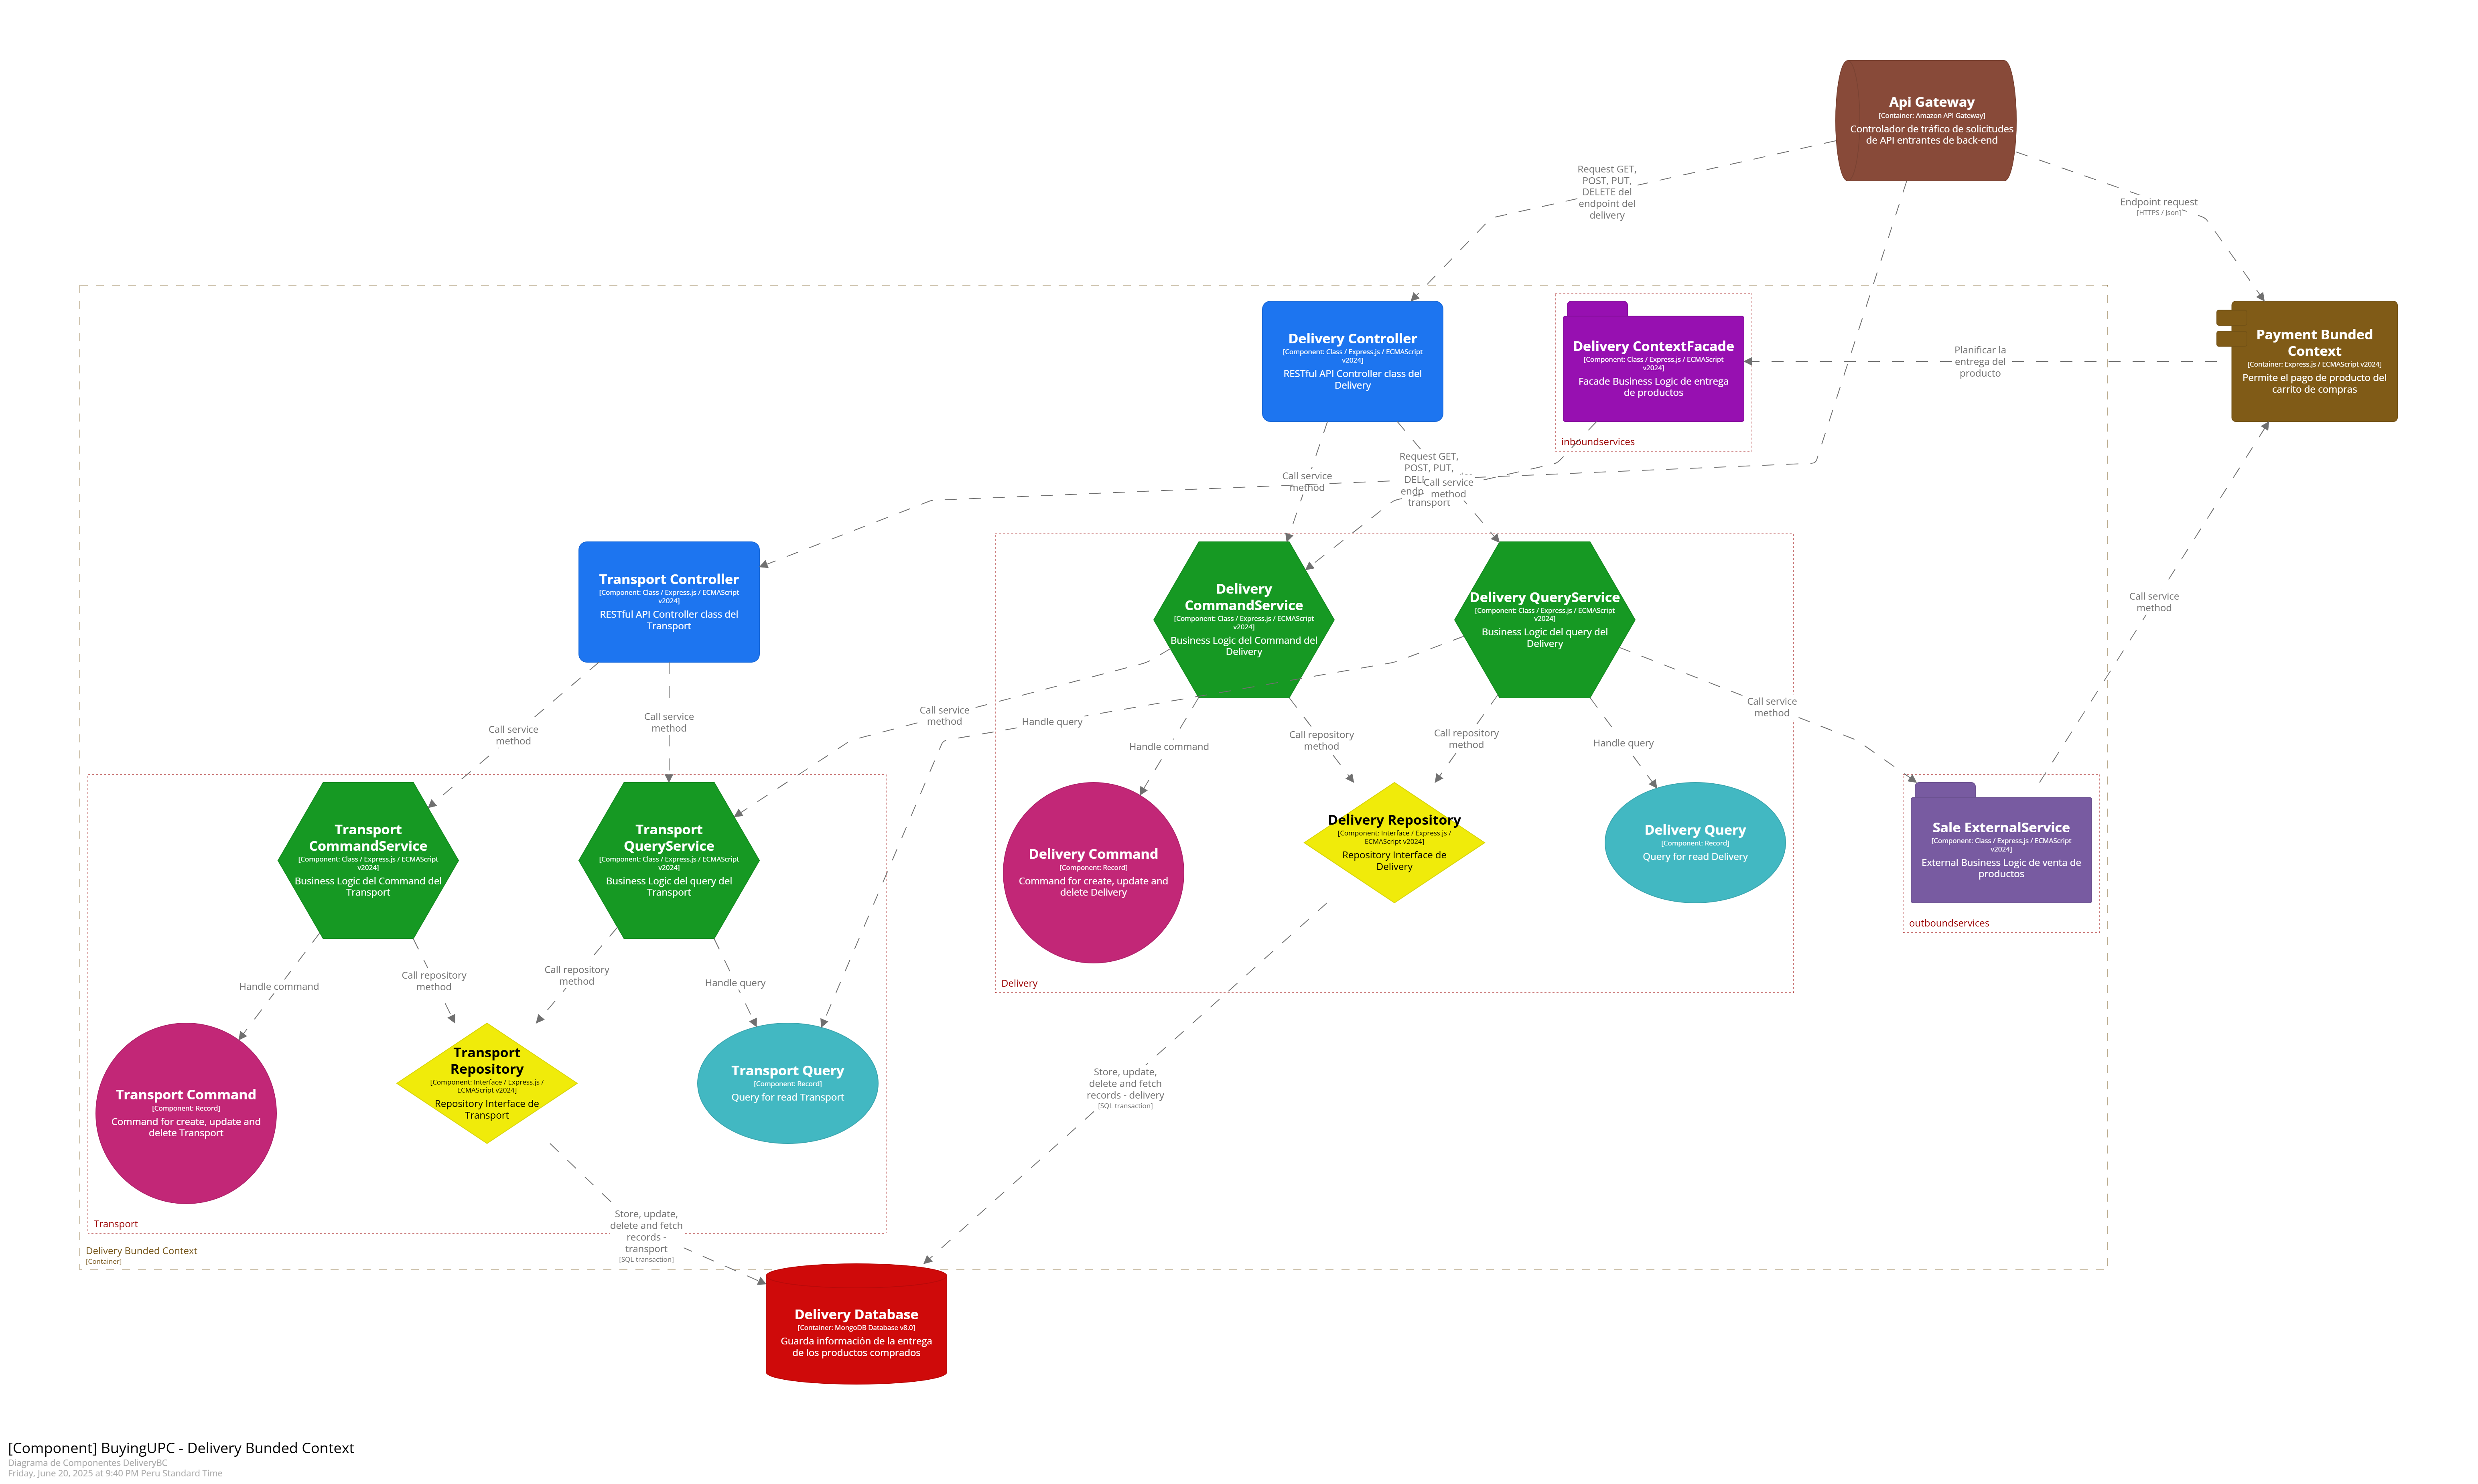 Api Gateway
[Container: Amazon API Gateway]
Controlador de tráfico de solicitudes
de API entrantes de back-end
Request GET,
POST, PUT,
DELETE del
endpoint del
delivery
Endpoint request
[HTTPS / Json]
Delivery Controller
[Component: Class / Express.js / ECMAScript
v2024]
RESTful API Controller class del
Delivery
Delivery ContextFacade
[Component: Class / Express.js / ECMAScript
v2024]
Facade Business Logic de entrega
de productos
inboundservices
Planificar la
entrega del
producto
Payment Bunded
Context
[Container: Express.js / ECMAScript v2024]
Permite el pago de producto del
carrito de compras
Call service
method
Request GET,
POST, PUT,
transport
Call service
method
Transport Controller
[Component: Class / Express.js / ECMAScript
v2024]
RESTful API Controller class del
Transport
Delivery
CommandService
[Component: Class / Express.js / ECMAScript
v2024]
Business Logic del Command del
Delivery
Delivery QueryService
[Component: Class / Express.js / ECMAScript
v2024]
Business Logic del query del
Delivery
Call service
method
Call service
method
Call service
method
Call service
method
Handle query
Handle command
Call repository
method
Call repository
method
Handle query
Call service
method
Transport
CommandService
[Component: Class / Express.js / ECMAScript
v2024]
Business Logic del Command del
Transport
Transport
QueryService
[Component: Class / Express.js / ECMAScript
v2024]
Business Logic del query del
Transport
Delivery Command
[Component: Record]
Command for create, update and
delete Delivery
Delivery Repository
[Component: Interface / Express.js /
ECMAScript v2024]
Repository Interface de
Delivery
Delivery Query
[Component: Record]
Query for read Delivery
Sale ExternalService
[Component: Class / Express.js / ECMAScript
v2024]
External Business Logic de venta de
productos
outboundservices
Delivery
Handle command
Call repository
method
Call repository
method
Handle query
Transport Command
[Component: Record]
Command for create, update and
delete Transport
Transport
Repository
[Component: Interface / Express.js /
ECMAScript v2024]
Repository Interface de
Transport
Transport Query
[Component: Record]
Query for read Transport
Store, update,
delete and fetch
records - delivery
[SQL transaction]
Transport
Store, update,
delete and fetch
records -
transport
[SQL transaction]
Delivery Bunded Context
[Container]
Delivery Database
[Container: MongoDB Database v8.0]
Guarda información de la entrega
de los productos comprados
[Component] BuyingUPC - Delivery Bunded Context
Diagrama de Componentes DeliveryBC
Friday, June 20, 2025 at 9:40 PM Peru Standard Time